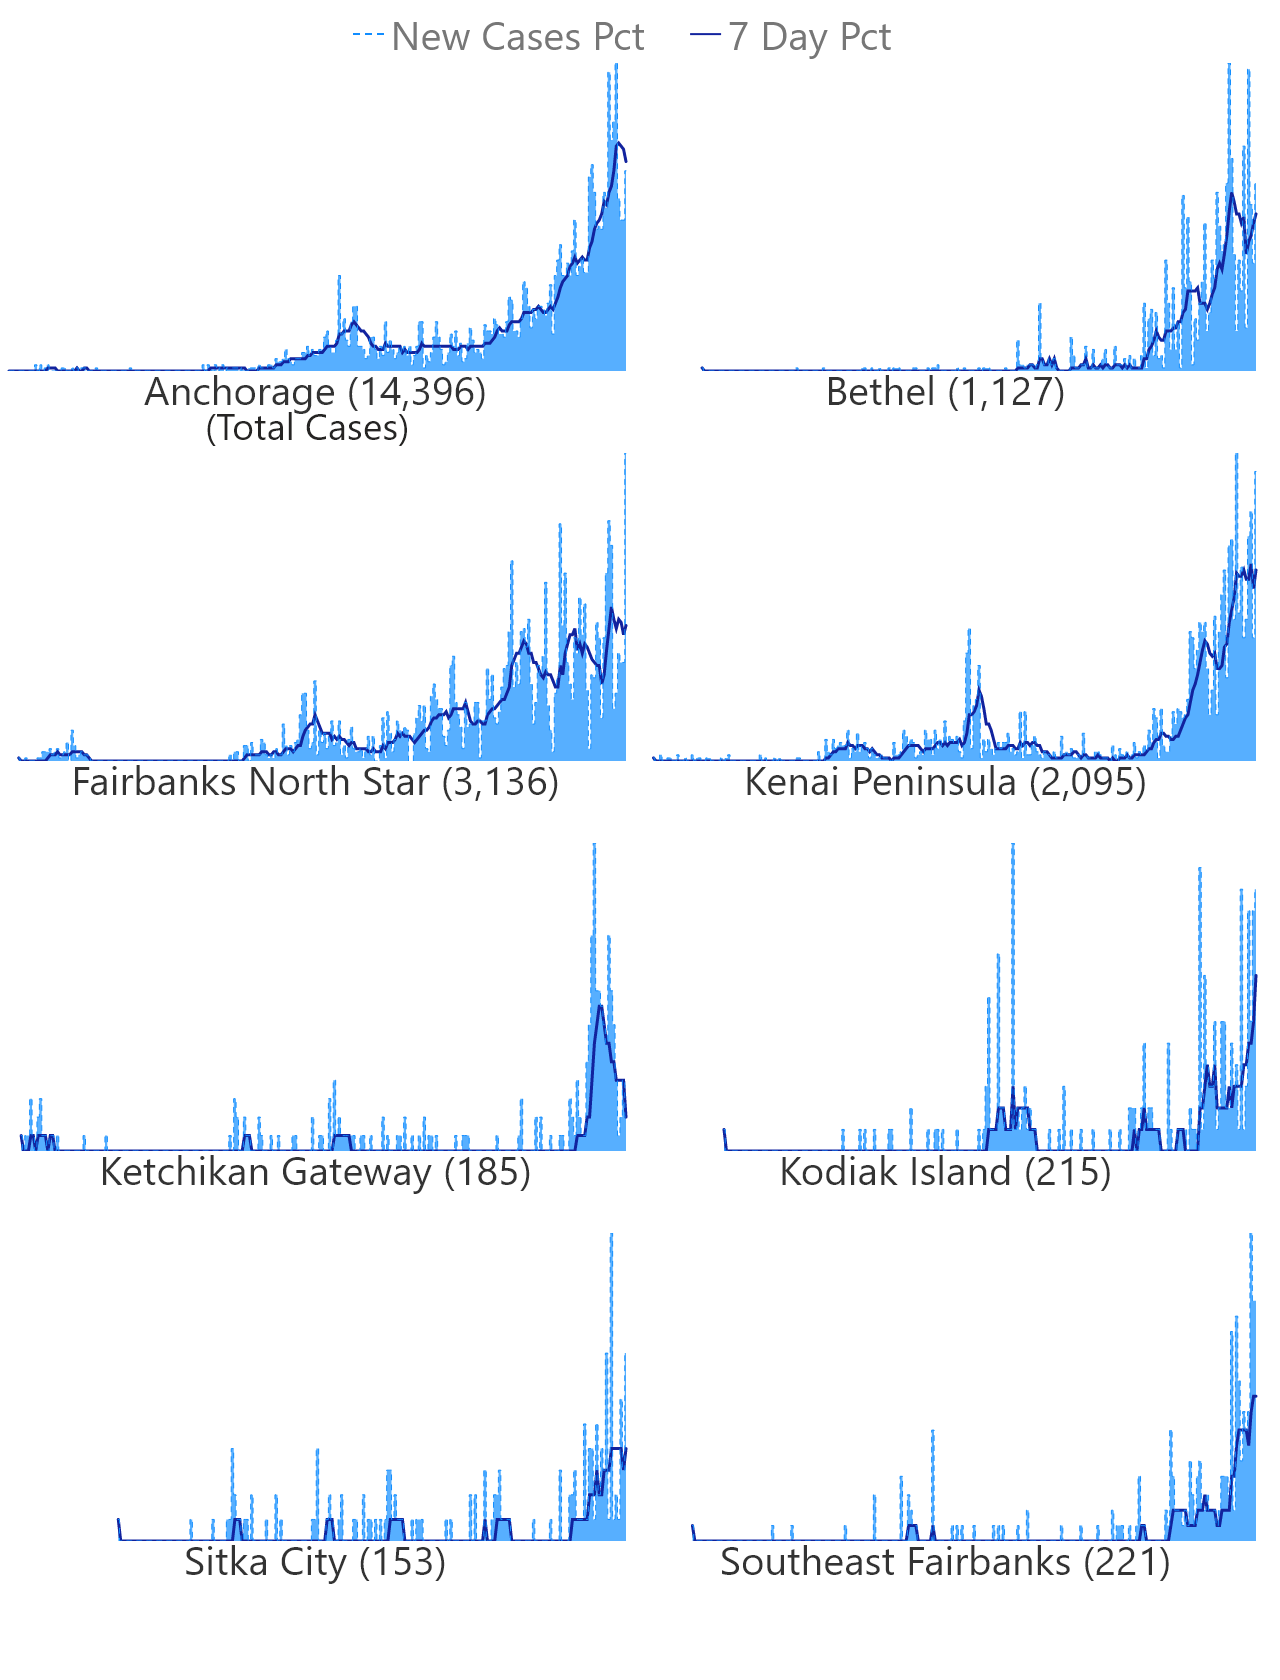 New Cases Pct 7 Day Pct
Anchorage (14,396)
(Total Cases)
Bethel (1,127)
Fairbanks North Star (3,136)
Kenai Peninsula (2,095)
Ketchikan Gateway (185)
Kodiak Island (215)
Sitka City (153)
Southeast Fairbanks (221)